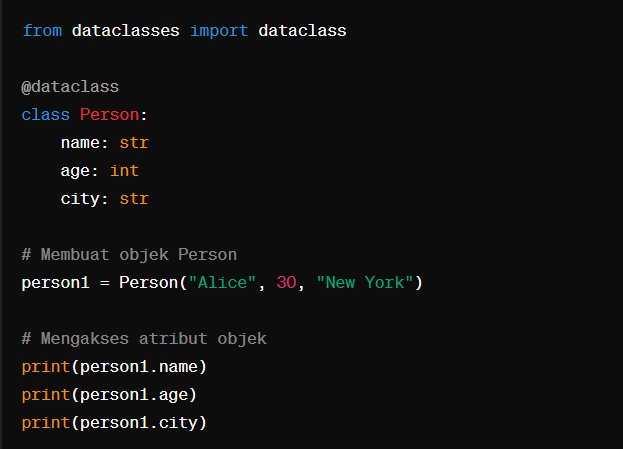 from dataclasses import dataclass
@dataclass
class Person:
    name: str
    age: int
    city: str
# Membuat objek Person
person1 = Person("Alice", 30, "New York")
# Mengakses atribut objek
print(person1.name)
print(person1.age)
print(person1.city)